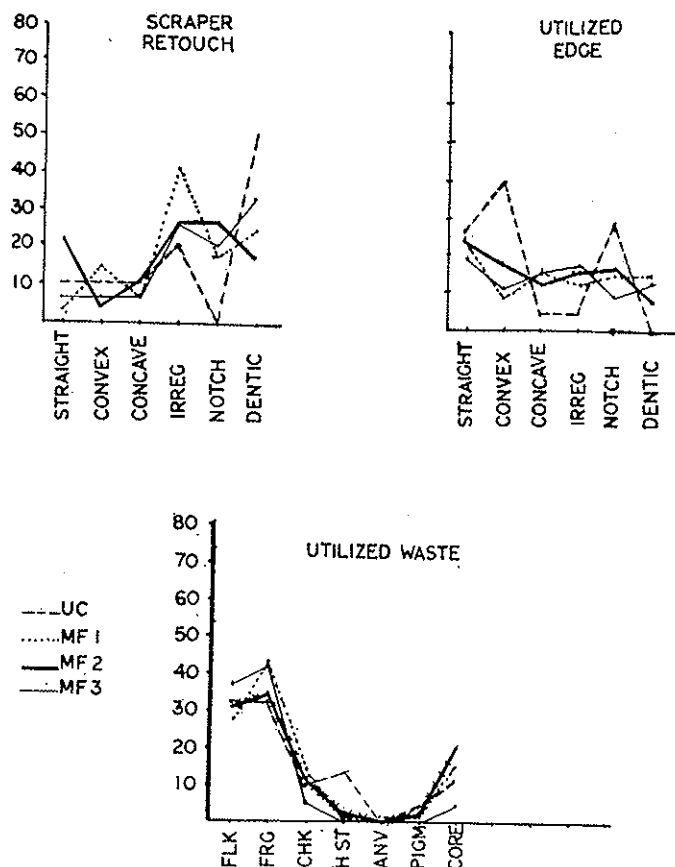 SCRAPER
RETOUCH
80
70
60
50
40
30
20
10
STRAIGHT
CONVEX
CONCAVE
IRREG
NOTCH
DENTIC
UTILIZED
EDGE
STRAIGHT
CONVEX
CONCAVE
IRREG
NOTCH
DENTIC
UTILIZED WASTE
80
70
60
50
40
30
20
10
FLK
FRG
CHK
H ST
ANV
PIGM
CORE
UC
MF 1
MF 2
MF 3